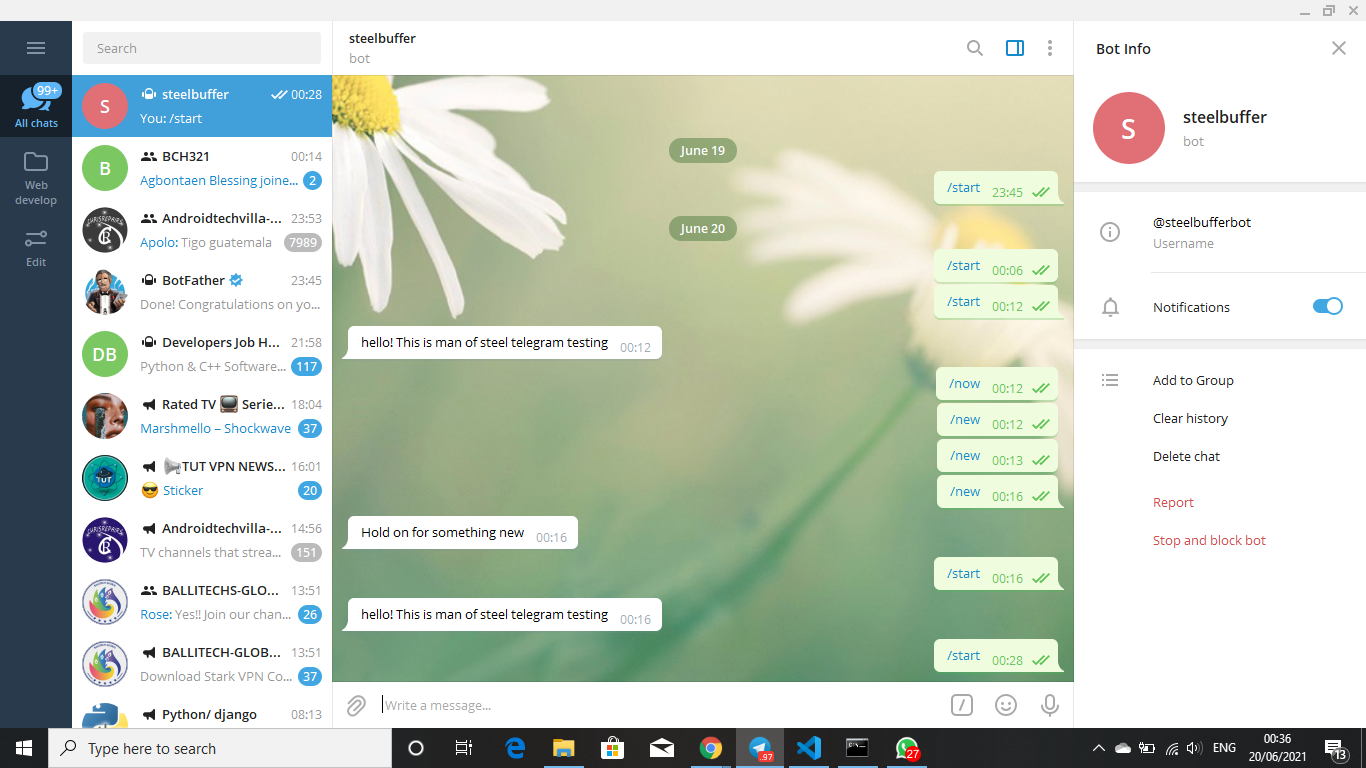 Search
99+
All chats
Web
develop
Edit
S
steelbuffer
00:28
You: /start
B
BCH321
00:14
Agbontaen Blessing joine...
2
CHRISREPAIRS
Androidtechvilla-...
23:53
Apolo: Tigo guatemala
7989
BotFather
23:45
Done! Congratulations on yo...
DB
Developers Job H...
21:58
Python & C++ Software...
117
Rated TV 📺 Serie...
18:04
Marshmello – Shockwave
37
TUT
📢TUT VPN NEWS...
16:01
😎 Sticker
20
CHRISREPAIRS
Androidtechvilla-...
14:56
TV channels that strea...
151
BALLITECHS-GLO...
13:51
Rose: Yes!! Join our chan...
26
BALLITECH-GLOB...
13:51
Download Stark VPN Co...
37
Python/ django
08:13
steelbuffer
bot
June 19
/start 23:45
June 20
/start 00:06
/start 00:12
hello! This is man of steel telegram testing 00:12
/now 00:12
/new 00:12
/new 00:13
/new 00:16
Hold on for something new 00:16
/start 00:16
hello! This is man of steel telegram testing 00:16
/start 00:28
Write a message...
Bot Info
S
steelbuffer
bot
@steelbufferbot
Username
Notifications
Add to Group
Clear history
Delete chat
Report
Stop and block bot
Type here to search
.97
27
ENG
00:36
20/06/2021
13